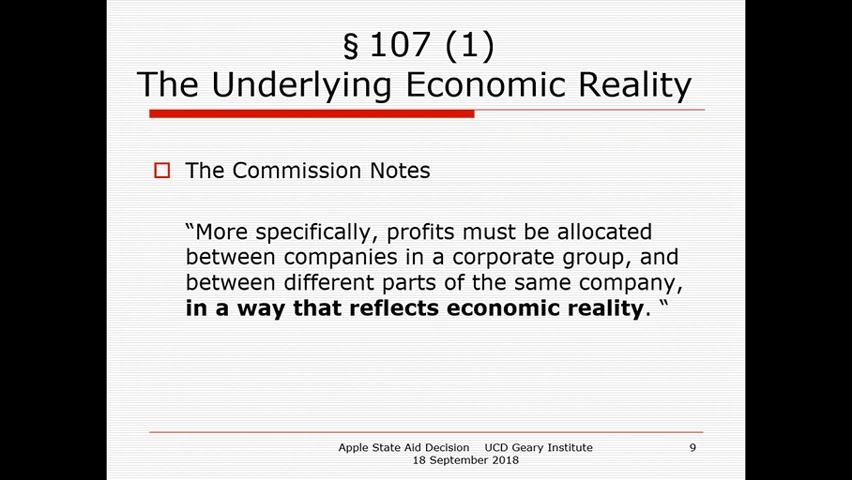 § 107 (1)
The Underlying Economic Reality
The Commission Notes
“More specifically, profits must be allocated
between companies in a corporate group, and
between different parts of the same company,
in a way that reflects economic reality. “
Apple State Aid Decision UCD Geary Institute 9
18 September 2018